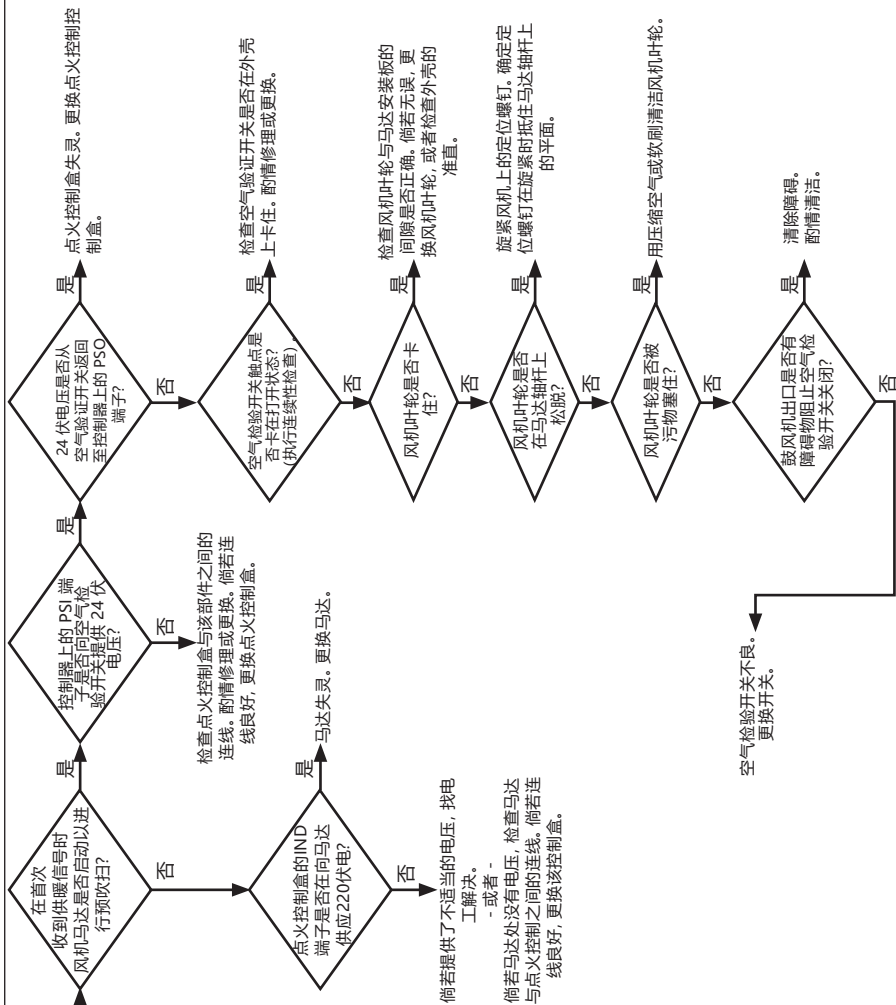 在首次
收到供暖信号时
风机马达是否启动以进
行预吹扫?
是
否
控制器上的 PSI 端
子是否向空气检
验开关提供 24 伏
电压?
是
否
检查点火控制盒与该部件之间的
连线。酌情修理或更换。倘若连
线良好, 更换点火控制盒。
点火控制盒的IND
端子是否在向马达
供应220伏电?
是
马达失灵。更换马达。
否
倘若提供了不适当的电压, 找电
工解决。
- 或者 -
倘若马达处没有电压, 检查马达
与点火控制之间的连线。倘若连
线良好, 更换该控制盒。
24 伏电压是否从
空气验证开关返回
至控制器上的 PSO
端子?
是
点火控制盒失灵。更换点火控制控
制盒。
否
空气检验开关触点是
否卡在打开状态?
(执行连续性检查)。
是
检查空气验证开关是否在外壳
上卡住。酌情修理或更换。
否
风机叶轮是否卡
住?
是
检查风机叶轮与马达安装板的
间隙是否正确。倘若无误, 更
换风机叶轮, 或者检查外壳的
准直。
否
风机叶轮是否
在马达轴杆上
松脱?
是
旋紧风机上的定位螺钉。确定定
位螺钉在旋紧时抵住马达轴杆上
的平面。
否
风机叶轮是否被
污物塞住?
是
用压缩空气或软刷清洁风机叶轮。
否
鼓风机出口是否有
障碍物阻止空气检
验开关关闭?
是
清除障碍。
酌情清洁。
否
空气检验开关不良。
更换开关。